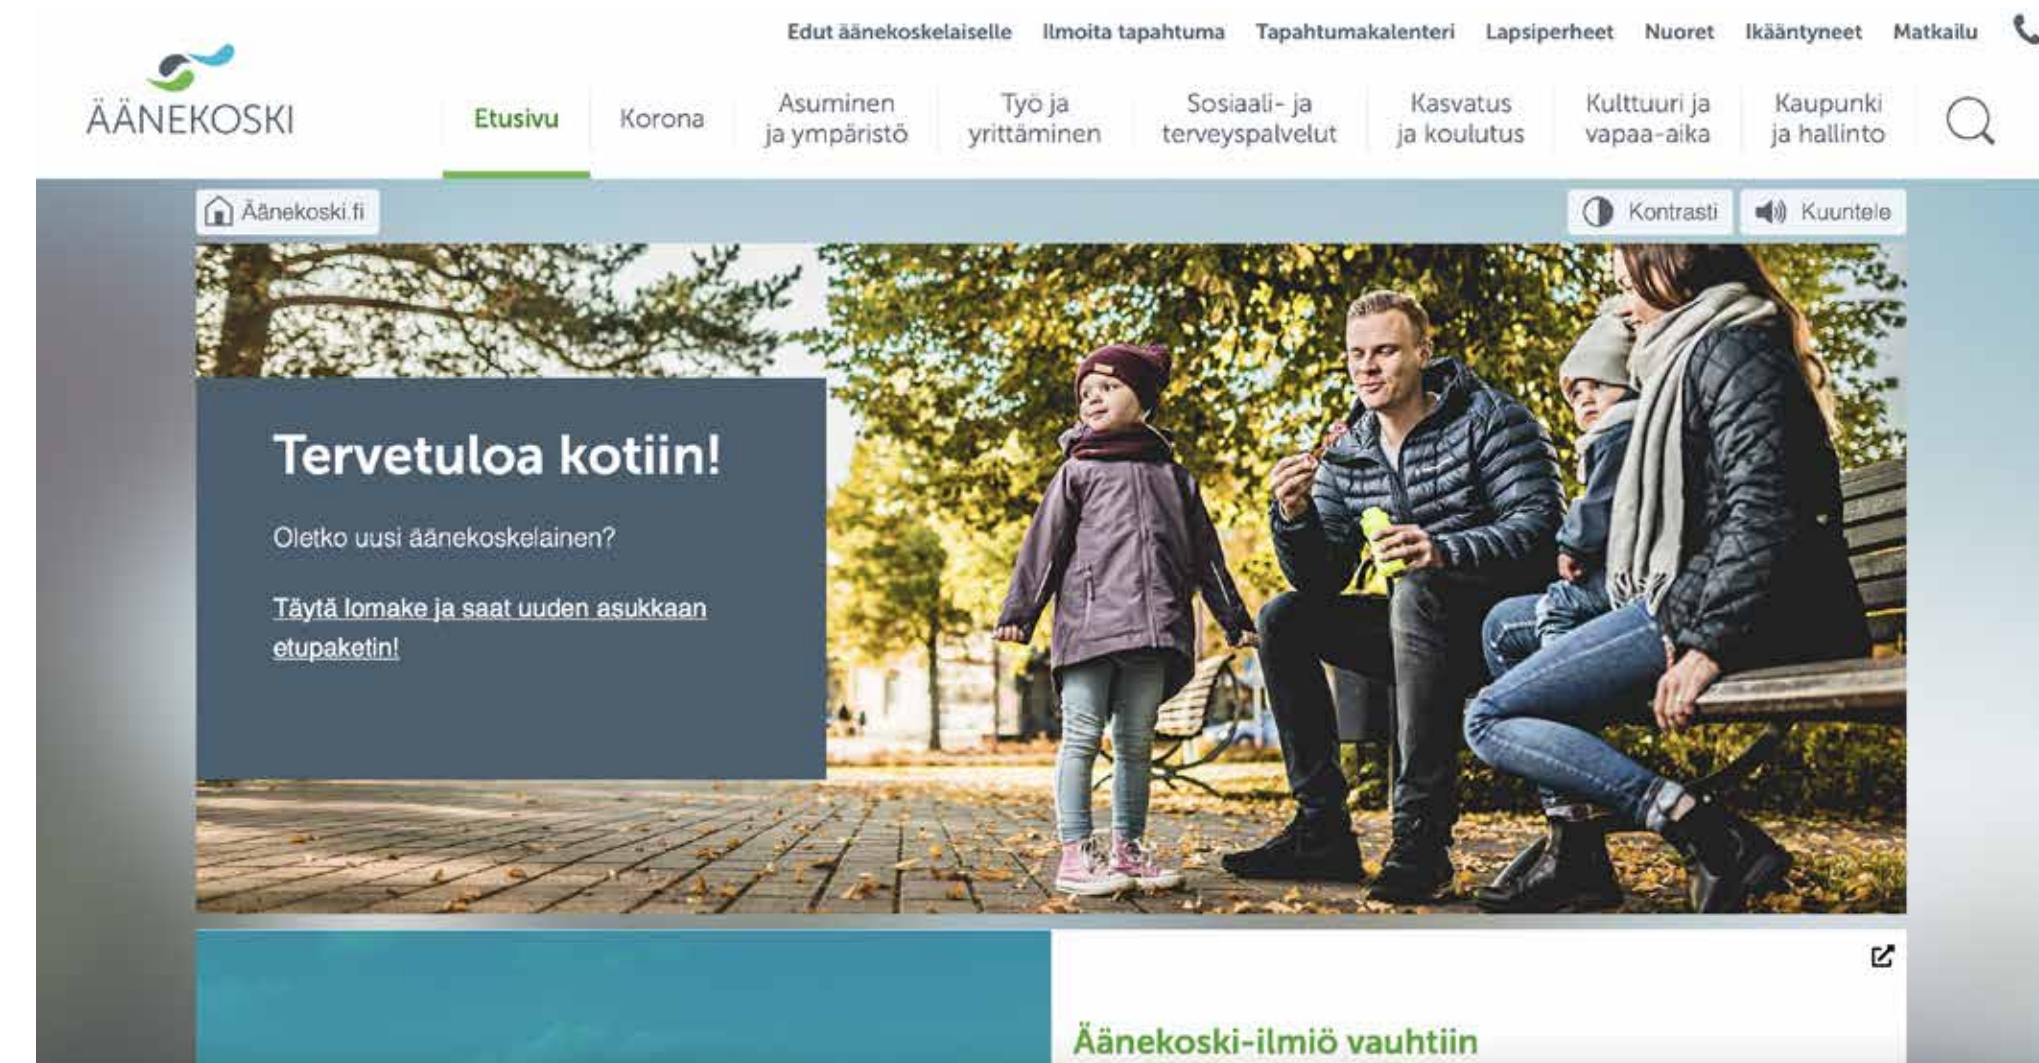 Edut äänekoskelaiselle Ilmoita tapahtuma Tapahtumakalenteri Lapsiperheet Nuoret Ikääntyneet Matkailu
ÄÄNEKOSKI
Etusivu
Korona
Asuminen
ja ympäristö
Työ ja
yrittäminen
Sosiaali- ja
terveyspalvelut
Kasvatus
ja koulutus
Kulttuuri ja
vapaa-aika
Kaupunki
ja hallinto
Äänekoski.fi
Kontrasti
Kuuntele
Tervetuloa kotiin!
Oletko uusi äänekoskelainen?
Täytä lomake ja saat uuden asukkaan
etupaketin!
Äänekoski-ilmiö vauhtiin